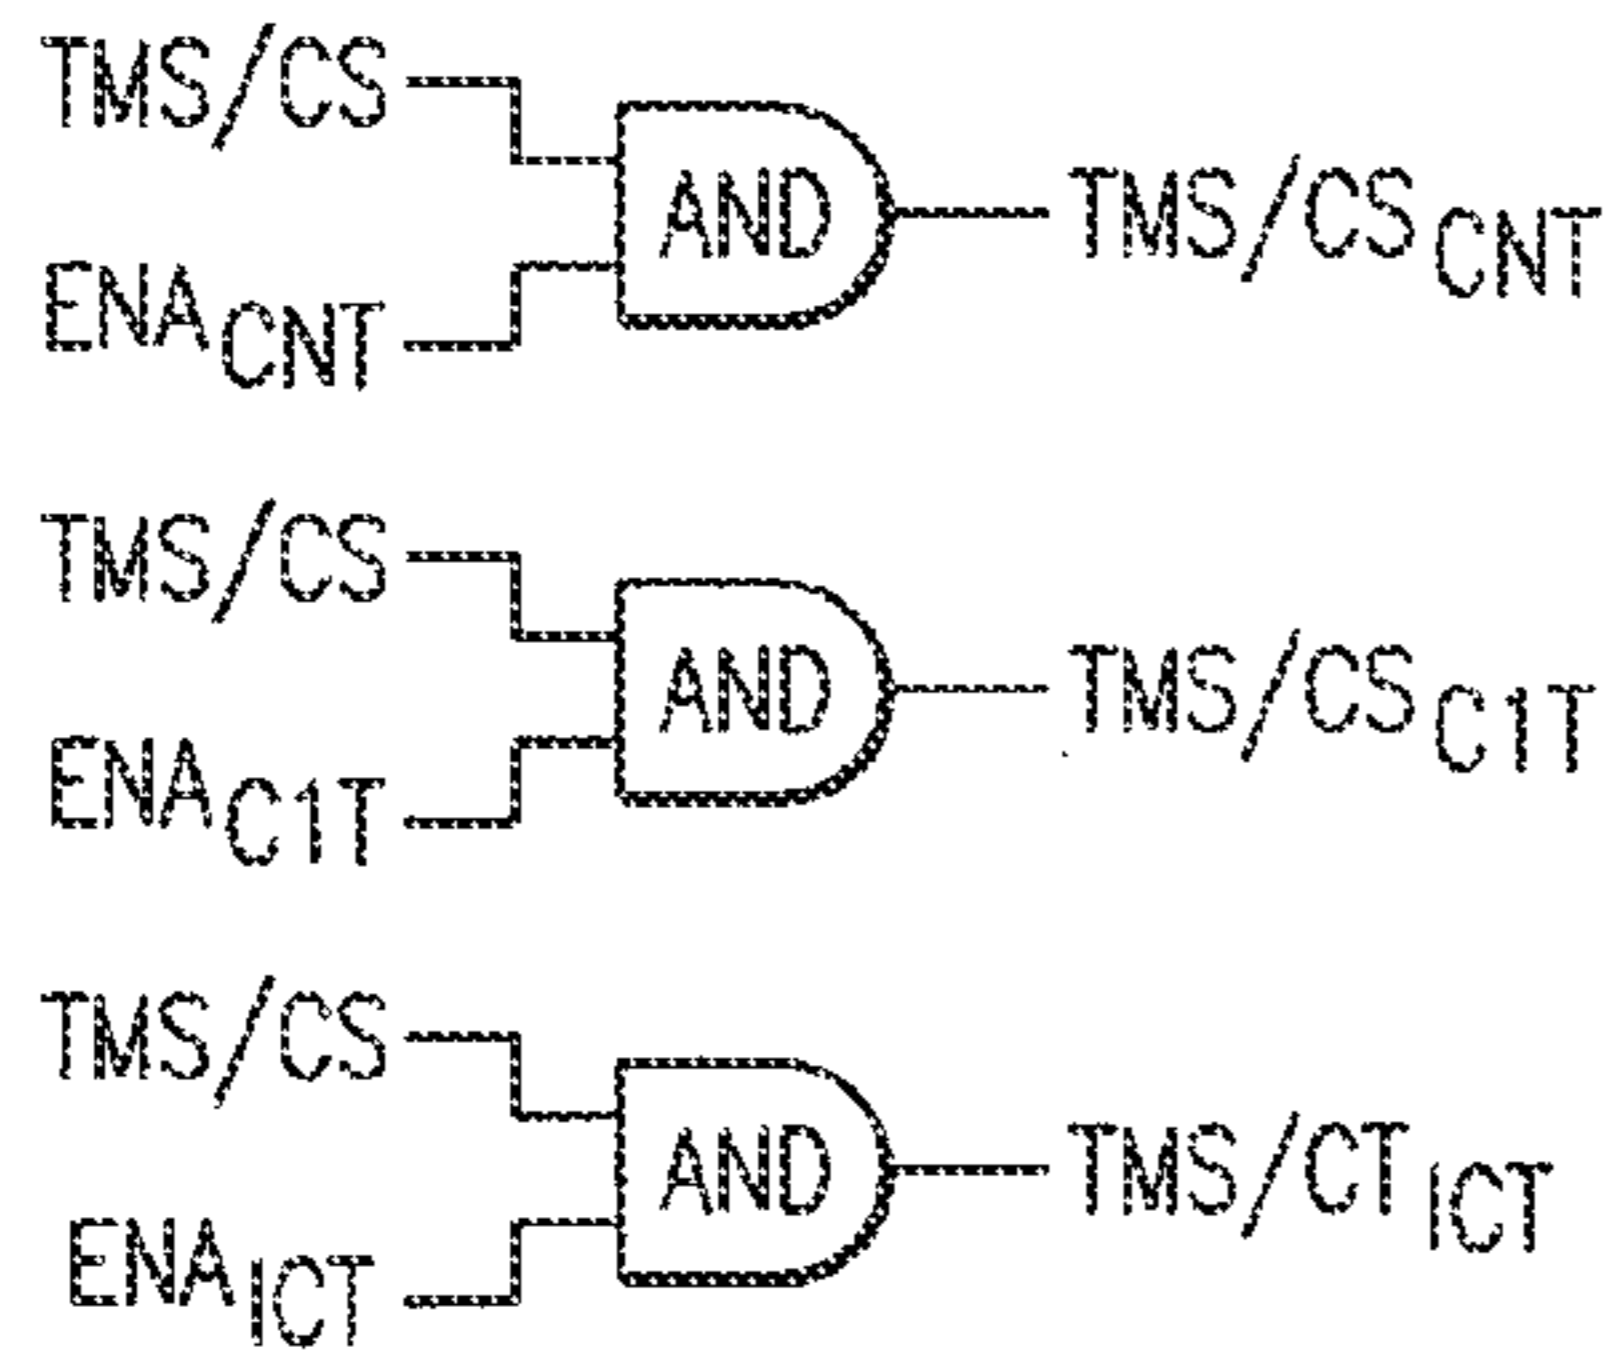 TMS/CS
AND
TMS/CS CNT
ENA CNT
TMS/CS
AND
TMS/CS C1T
ENA C1T
TMS/CS
AND
TMS/CT ICT
ENA ICT